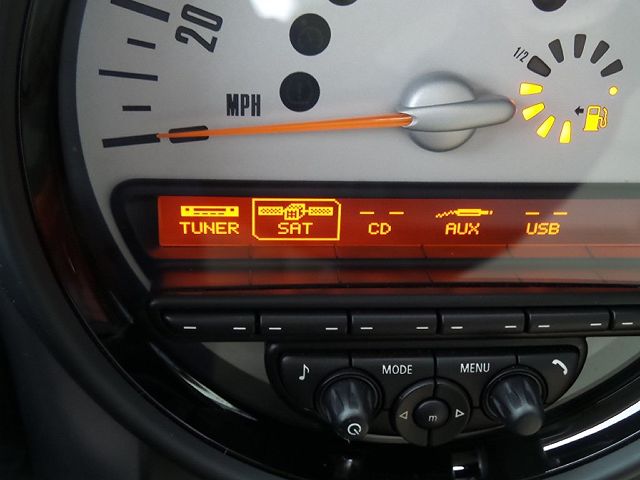 20
MPH
1/2
TUNER SAT CD AUX USB
MODE MENU
m